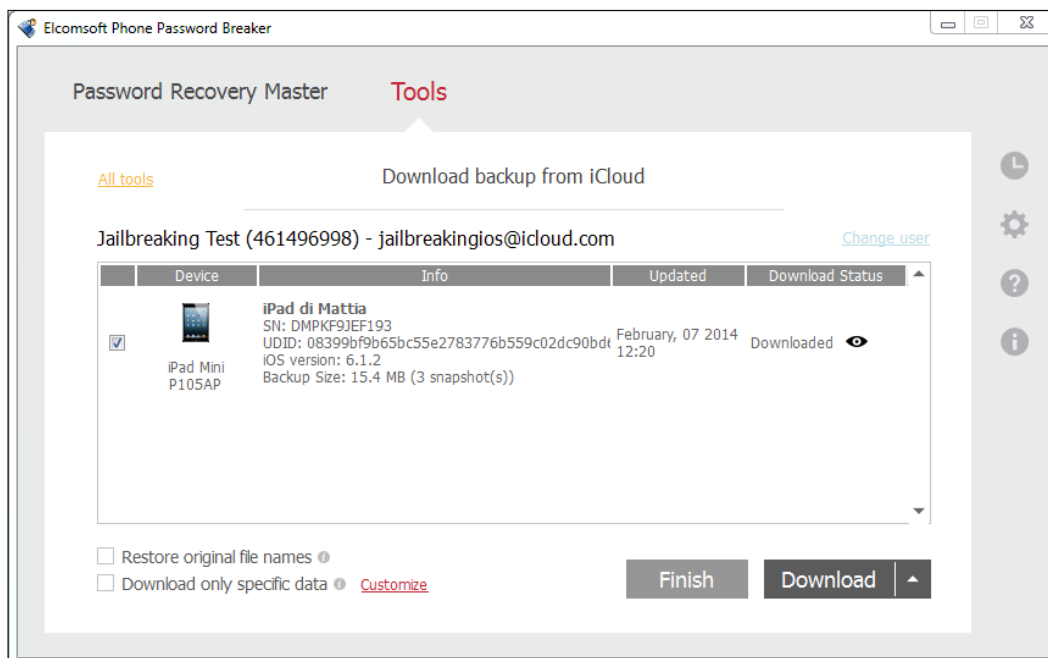 Elcomsoft Phone Password Breaker
Password Recovery Master
Tools
All tools
Download backup from iCloud
Jailbreaking Test (461496998) - jailbreakingios@icloud.com
Change user
Device Info Updated Download Status
iPad di Mattia
SN: DMPKF9JEF193
UDID: 08399bf9b65bc55e2783776b559c02dc90bd6
iOS version: 6.1.2
Backup Size: 15.4 MB (3 snapshot(s))
iPad Mini
P105AP
February, 07 2014
12:20
Downloaded
Restore original file names
Download only specific data
Customize
Finish
Download